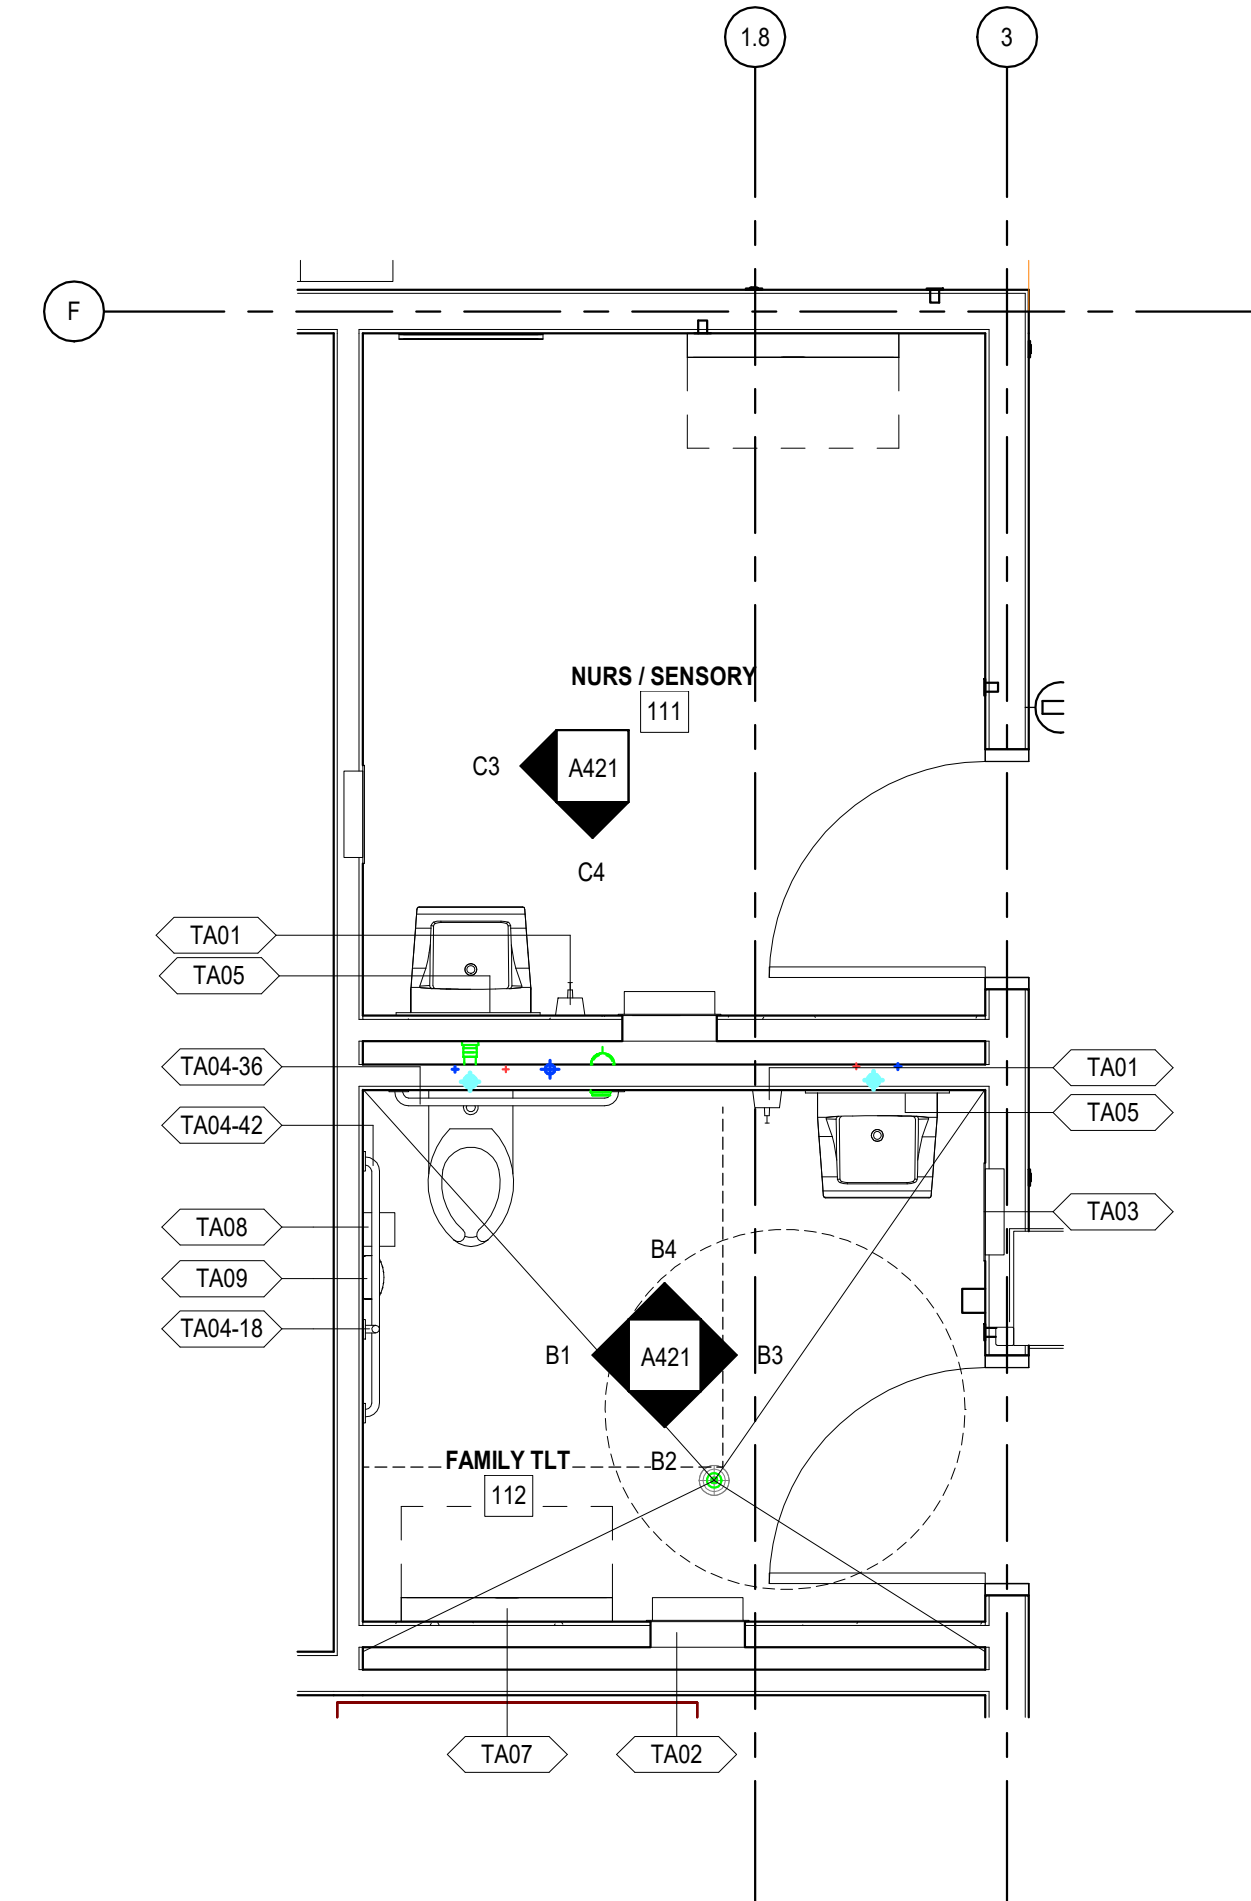 1.8
3
F
NURS / SENSORY
111
C3
A421
C4
TA01
TA05
TA04-36
TA01
TA05
TA04-42
TA03
TA08
TA09
TA04-18
B4
B1
A421
B3
B2
FAMILY TLT
112
TA07
TA02